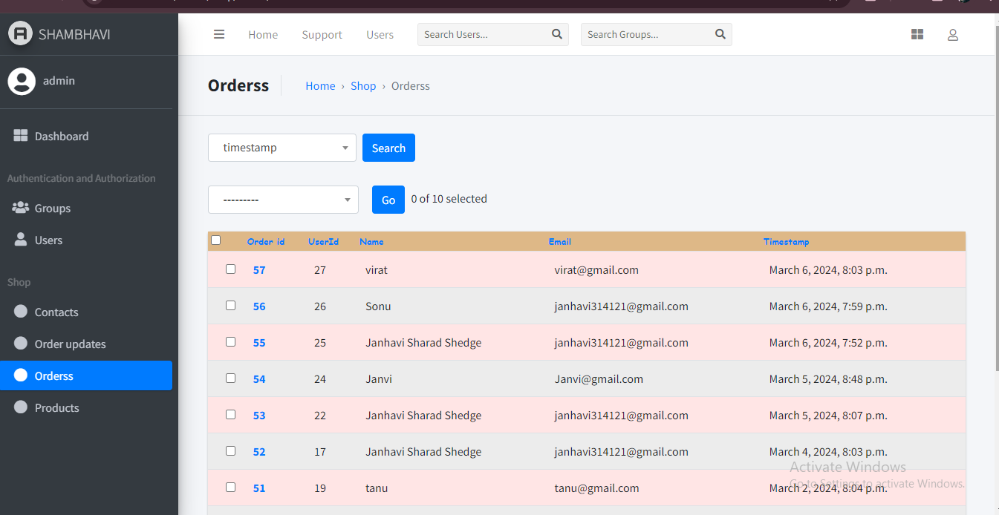 SHAMBHAVI
Home Support Users Search Users... Search Groups...
admin
Orderss Home › Shop › Orderss
Dashboard
timestamp Search
Authentication and Authorization
--------- Go 0 of 10 selected
Groups
Users
Order id UserId Name Email Timestamp
57 27 virat virat@gmail.com March 6, 2024, 8:03 p.m.
Shop
56 26 Sonu janhavi314121@gmail.com March 6, 2024, 7:59 p.m.
Contacts
55 25 Janhavi Sharad Shedge janhavi314121@gmail.com March 6, 2024, 7:52 p.m.
Order updates
54 24 Janvi Janvi@gmail.com March 5, 2024, 8:48 p.m.
Orderss
53 22 Janhavi Sharad Shedge janhavi314121@gmail.com March 5, 2024, 8:07 p.m.
Products
52 17 Janhavi Sharad Shedge janhavi314121@gmail.com March 4, 2024, 8:03 p.m.
51 19 tanu tanu@gmail.com March 2, 2024, 8:04 p.m.
Activate Windows
Go to Settings to activate Windows.